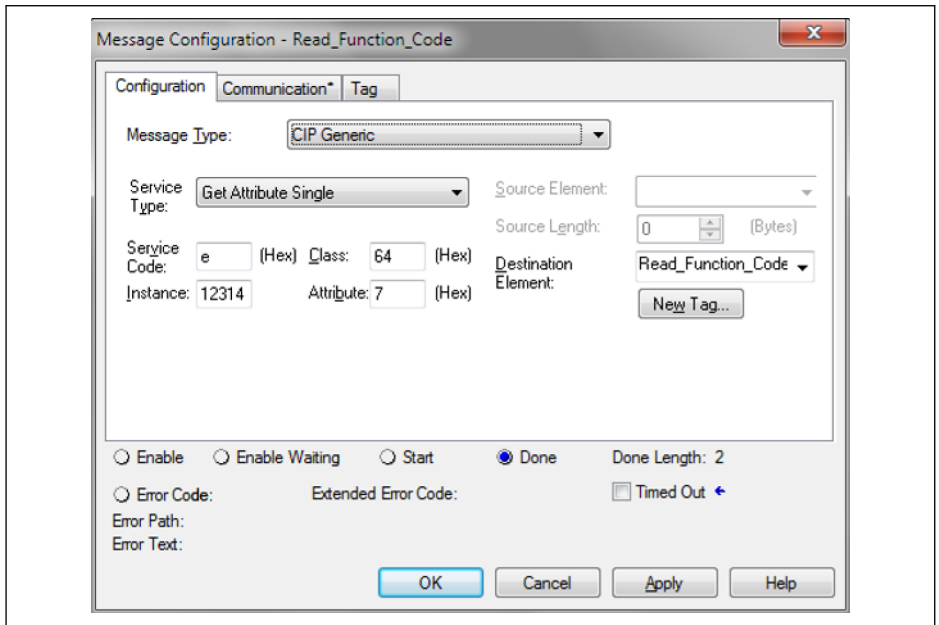 Message Configuration - Read_Function_Code
Configuration Communication* Tag
Message Type: CIP Generic
Service Type: Get Attribute Single
Source Element:
Source Length: 0 (Bytes)
Service Code: e (Hex) Class: 64 (Hex)
Destination Element: Read_Function_Code
Instance: 12314 Attribute: 7 (Hex)
New Tag...
Enable Enable Waiting Start Done Done Length: 2
Error Code: Extended Error Code: Timed Out
Error Path:
Error Text:
OK Cancel Apply Help